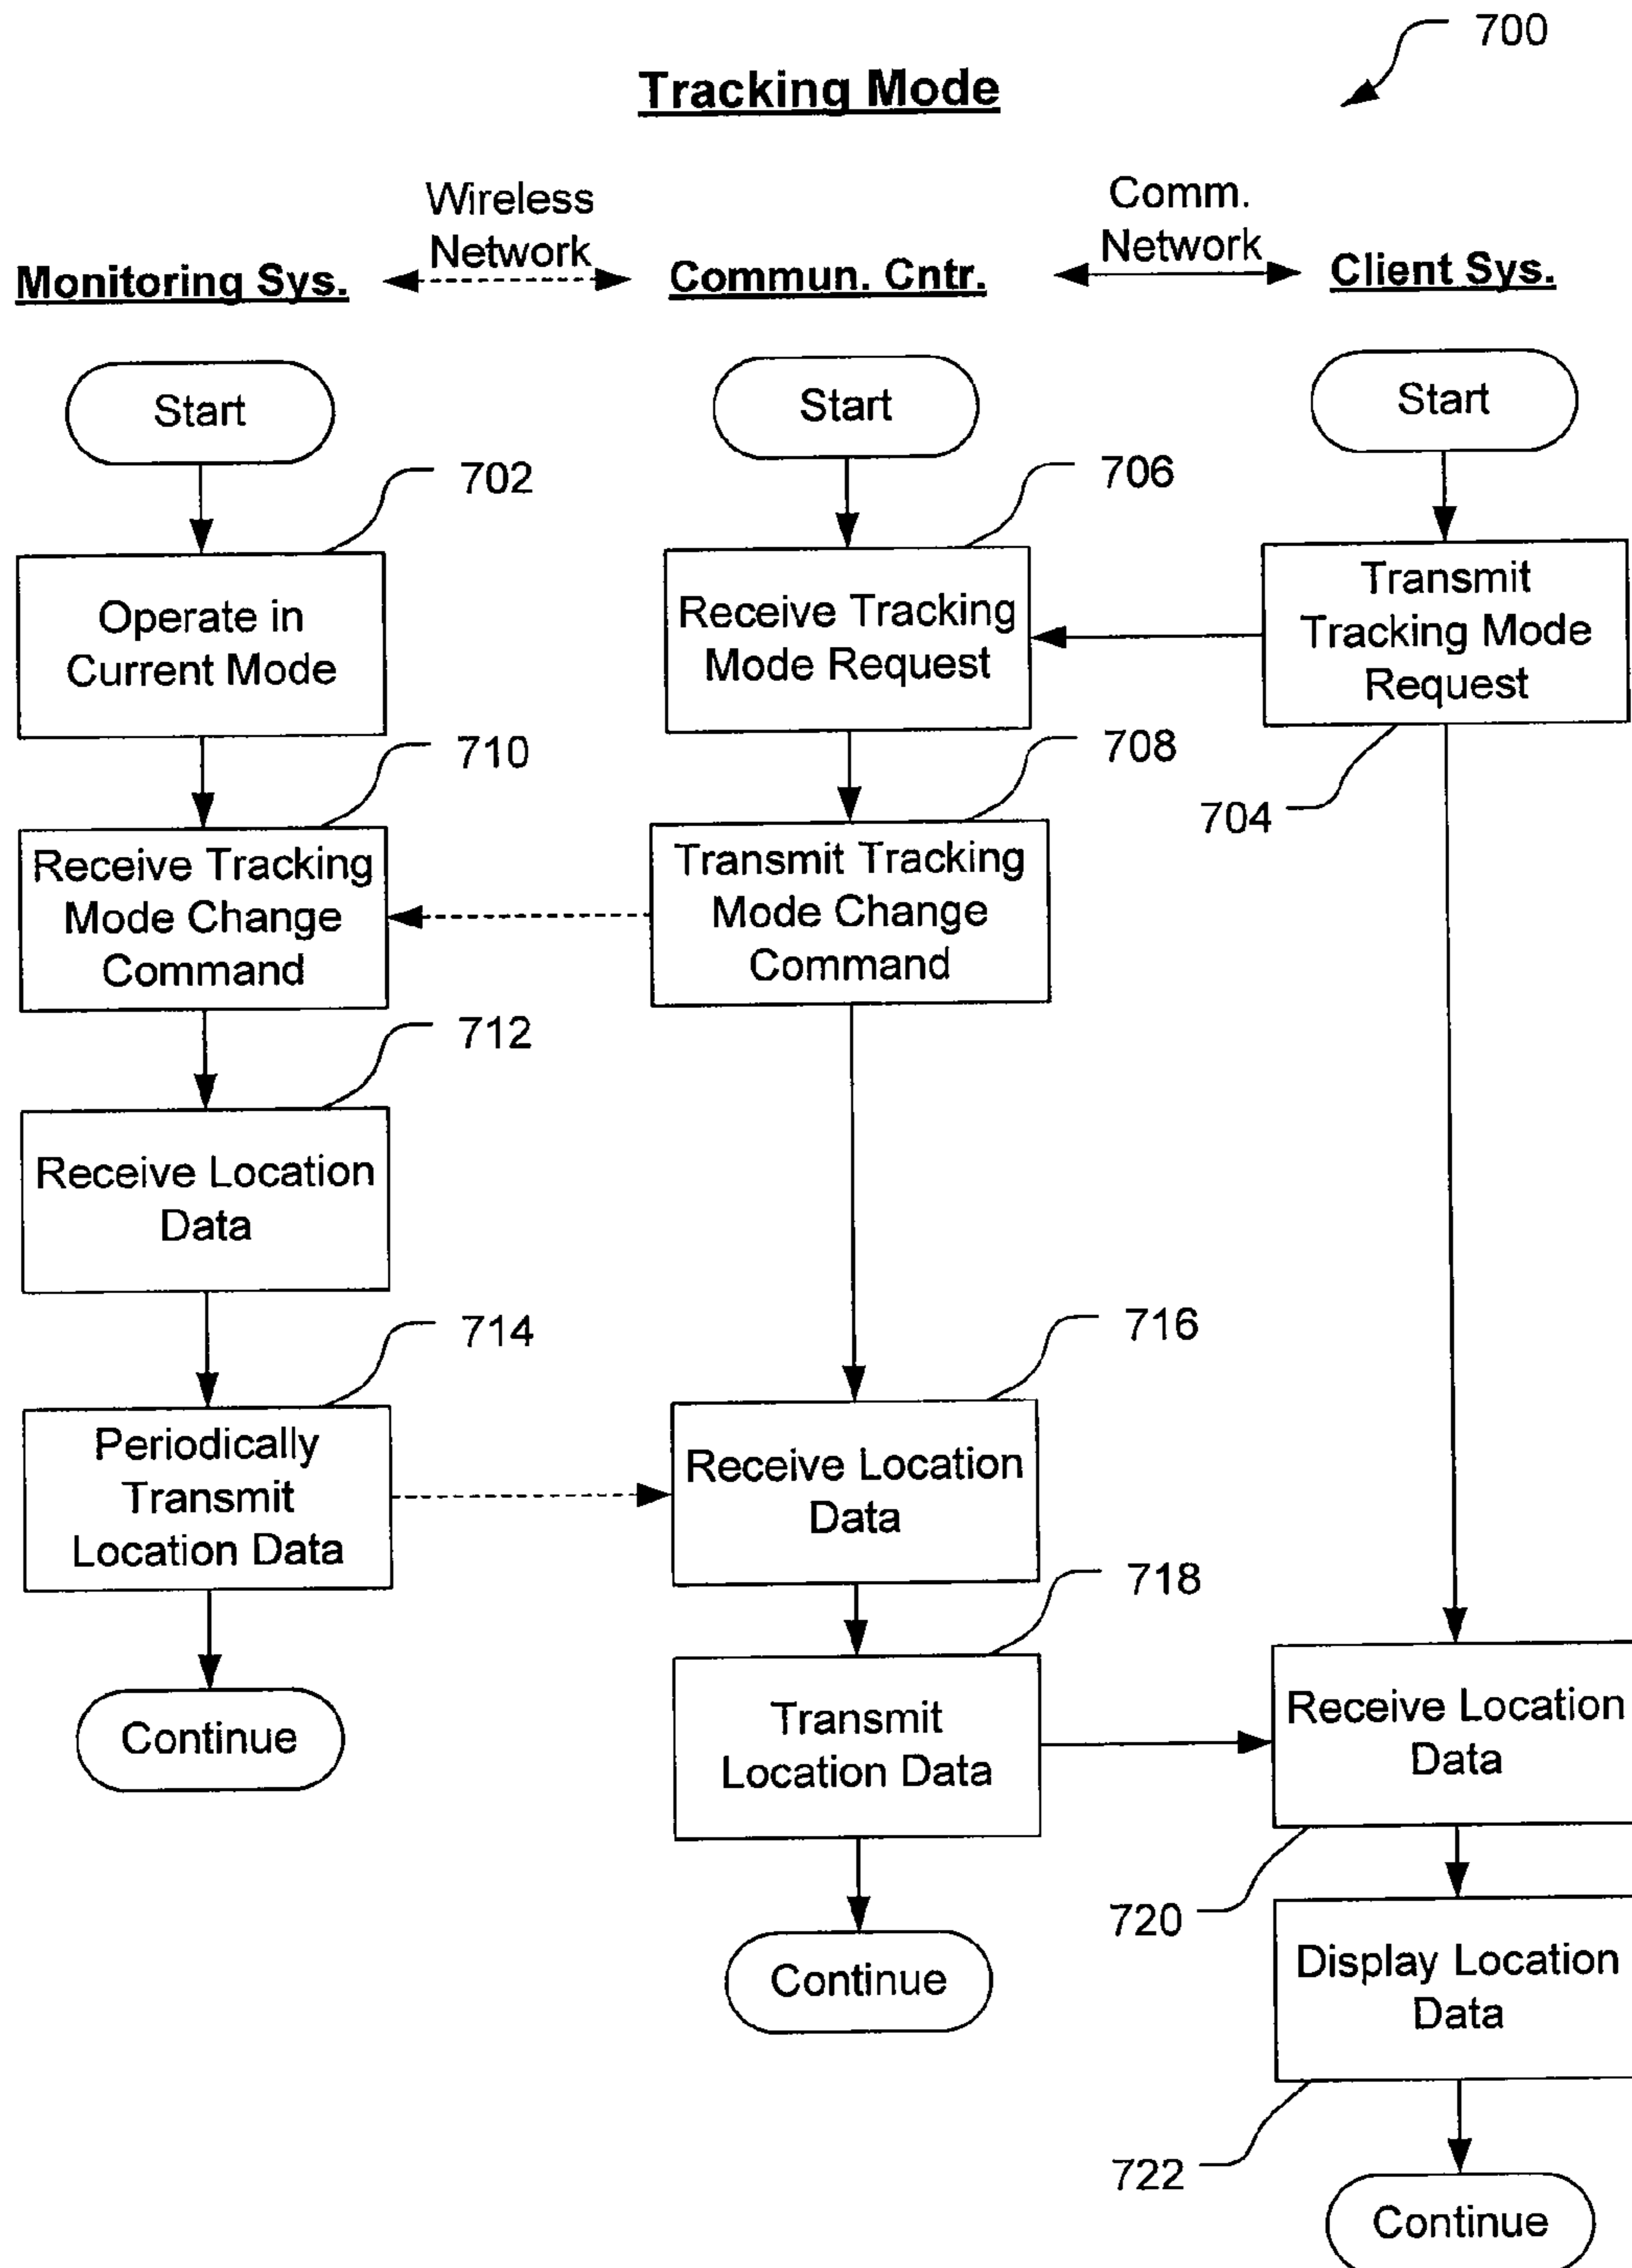 700
Tracking Mode
Wireless
Network
Comm.
Network
Monitoring Sys.
Commun. Cntr.
Client Sys.
Start
Start
Start
702
706
Operate in
Current Mode
Receive Tracking
Mode Request
Transmit
Tracking Mode
Request
710
708
704
Receive Tracking
Mode Change
Command
Transmit Tracking
Mode Change
Command
712
Receive Location
Data
714
716
Periodically
Transmit
Location Data
Receive Location
Data
718
Continue
Transmit
Location Data
Receive Location
Data
720
Continue
Display Location
Data
722
Continue